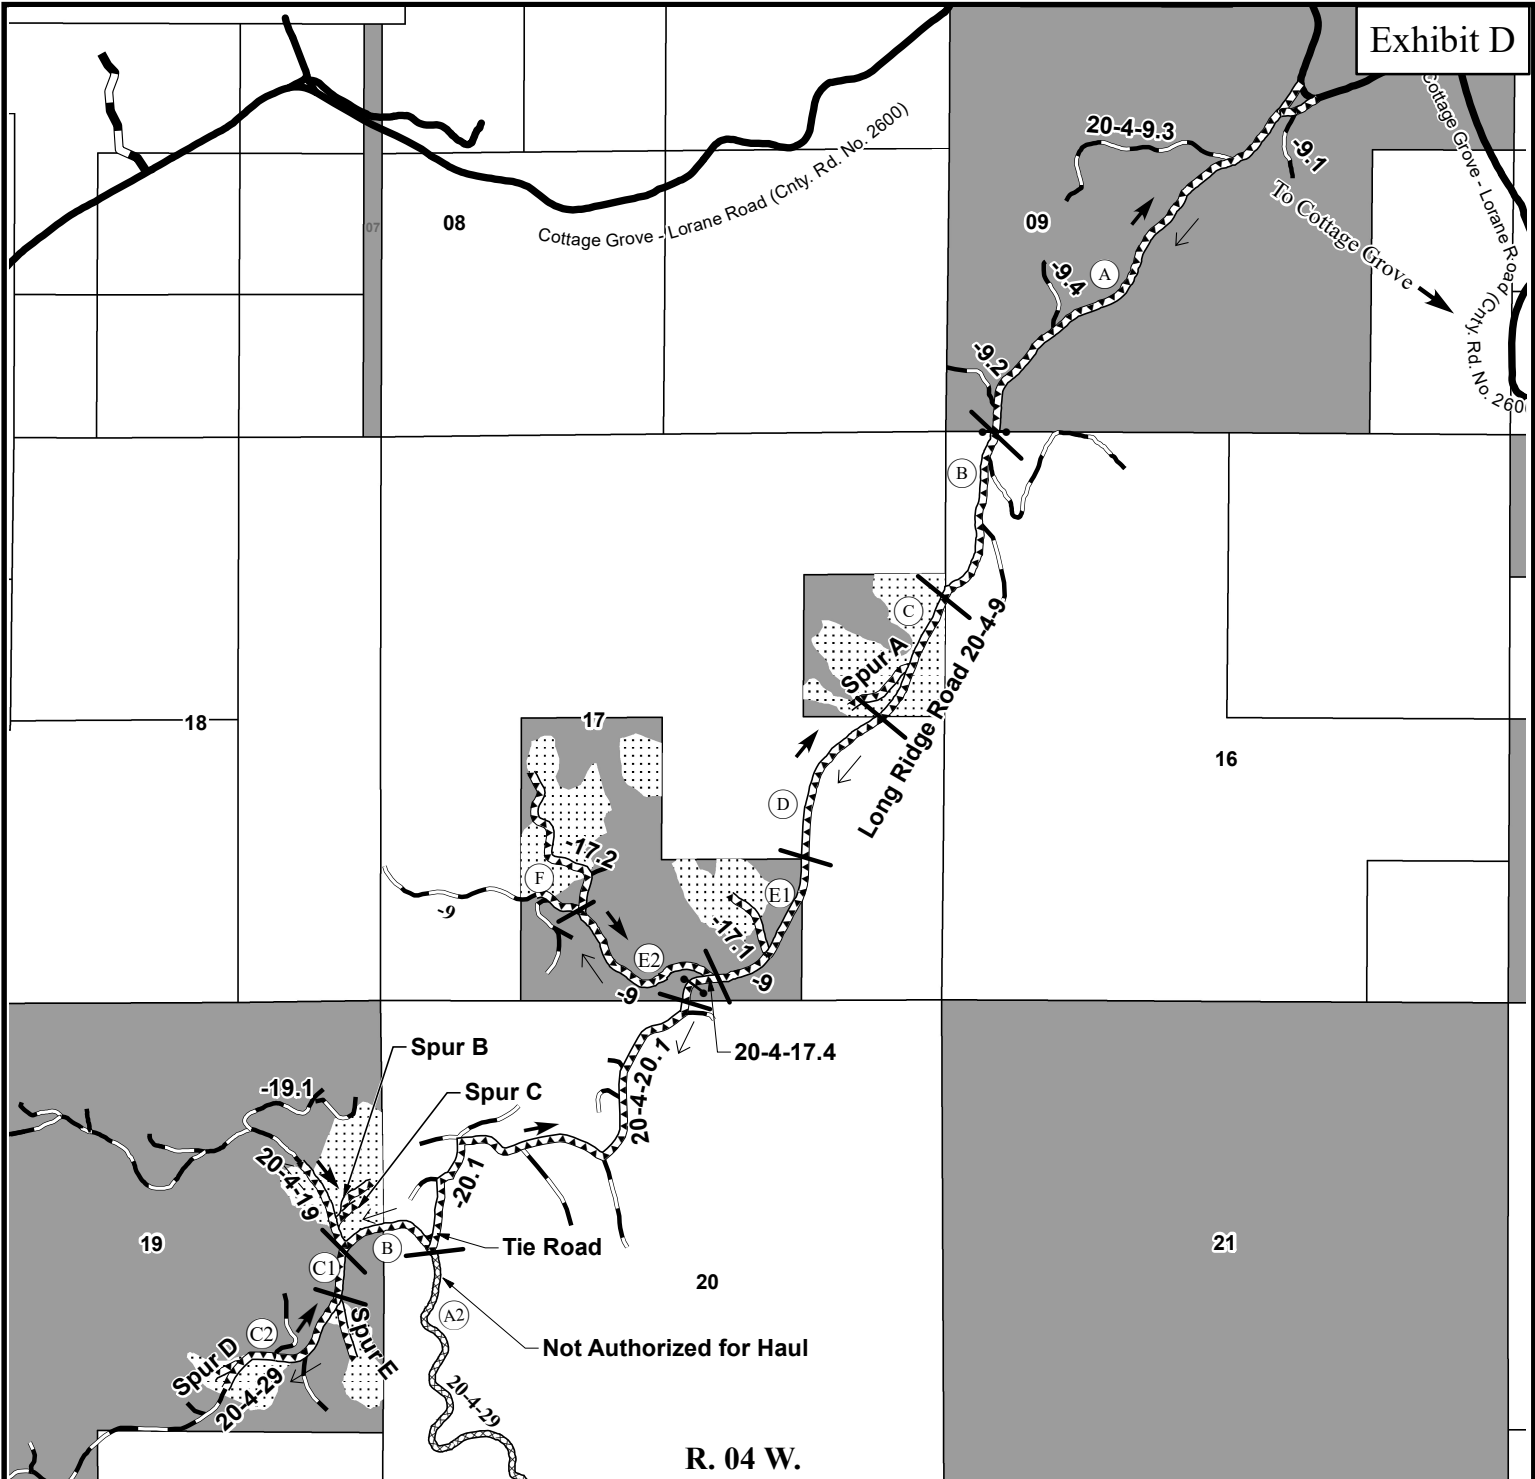 Exhibit D
Cottage Grove - Lorane Road (Cnty. Rd. No. 2600)
Cottage Grove - Lorane Road (Cnty. Rd. No. 260
20-4-9.3
-9.1
To Cottage Grove
07
08
09
A
-9.4
-9.2
B
C
Spur A
Long Ridge Road 20-4-9
18
17
16
D
-17.2
F
E1
-9
-17.1
E2
-9
-9
20-4-17.4
Spur B
20-4-20.1
Spur C
-19.1
20-4-19
-20.1
19
B
Tie Road
21
C1
20
A2
C2
Spur E
Not Authorized for Haul
Spur D
20-4-29
20-4-29
R. 04 W.